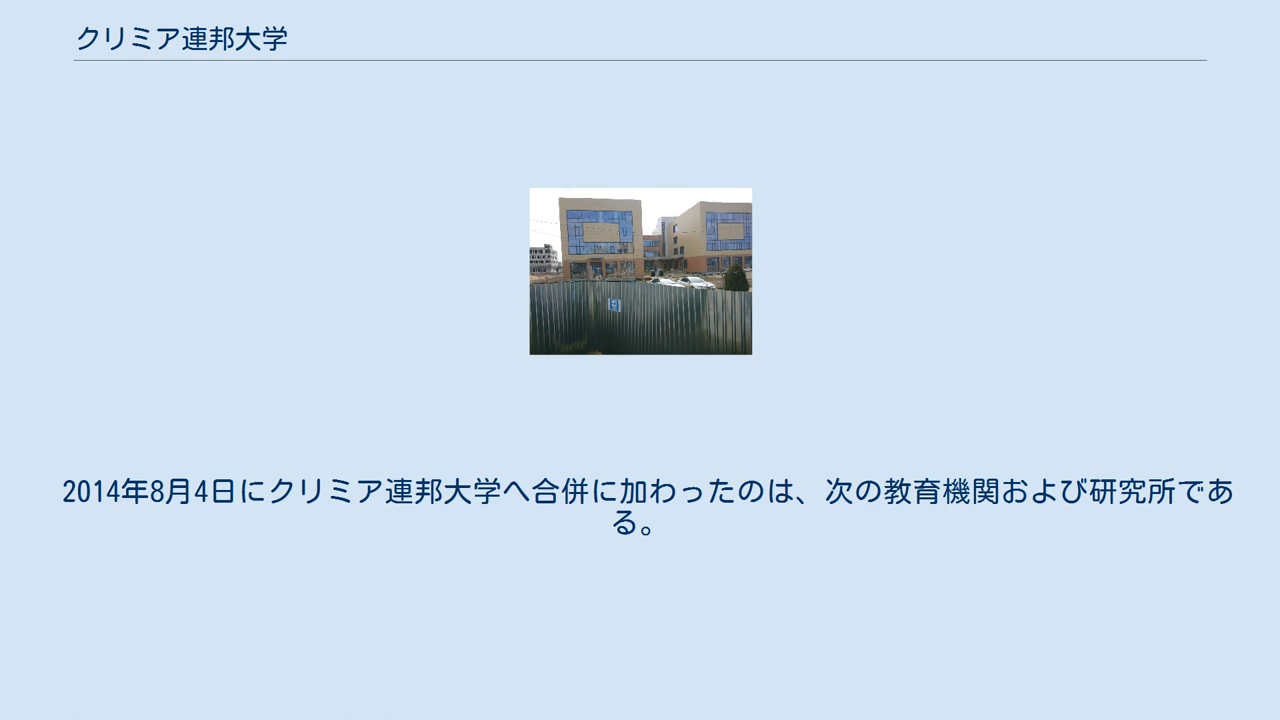 クリミア連邦大学
2014年8月4日にクリミア連邦大学へ合併に加わったのは、次の教育機関および研究所であ
る。